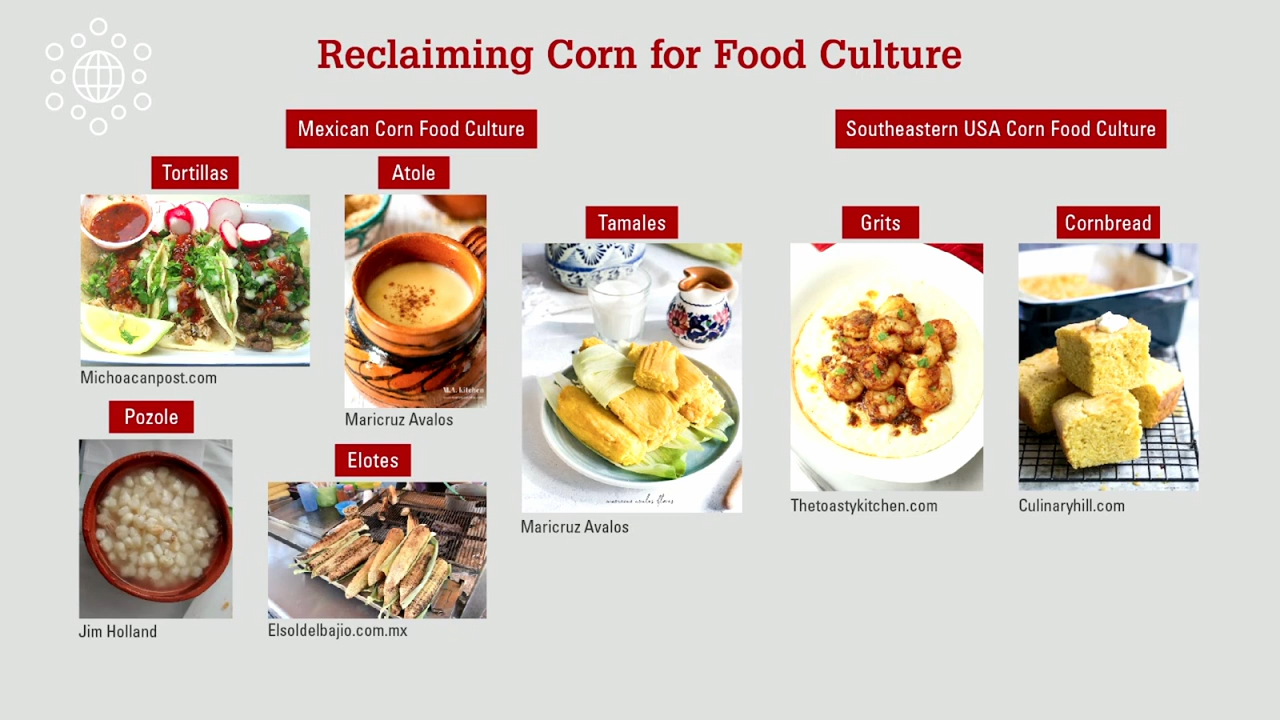 Reclaiming Corn for Food Culture
Mexican Corn Food Culture
Southeastern USA Corn Food Culture
Tortillas
Atole
Tamales
Grits
Cornbread
Michoacanpost.com
M.A. kitchen
Maricruz Avalos
Pozole
Elotes
Thetoastykitchen.com
Culinaryhill.com
Maricruz Avalos
Jim Holland
Elsoldelbajio.com.mx